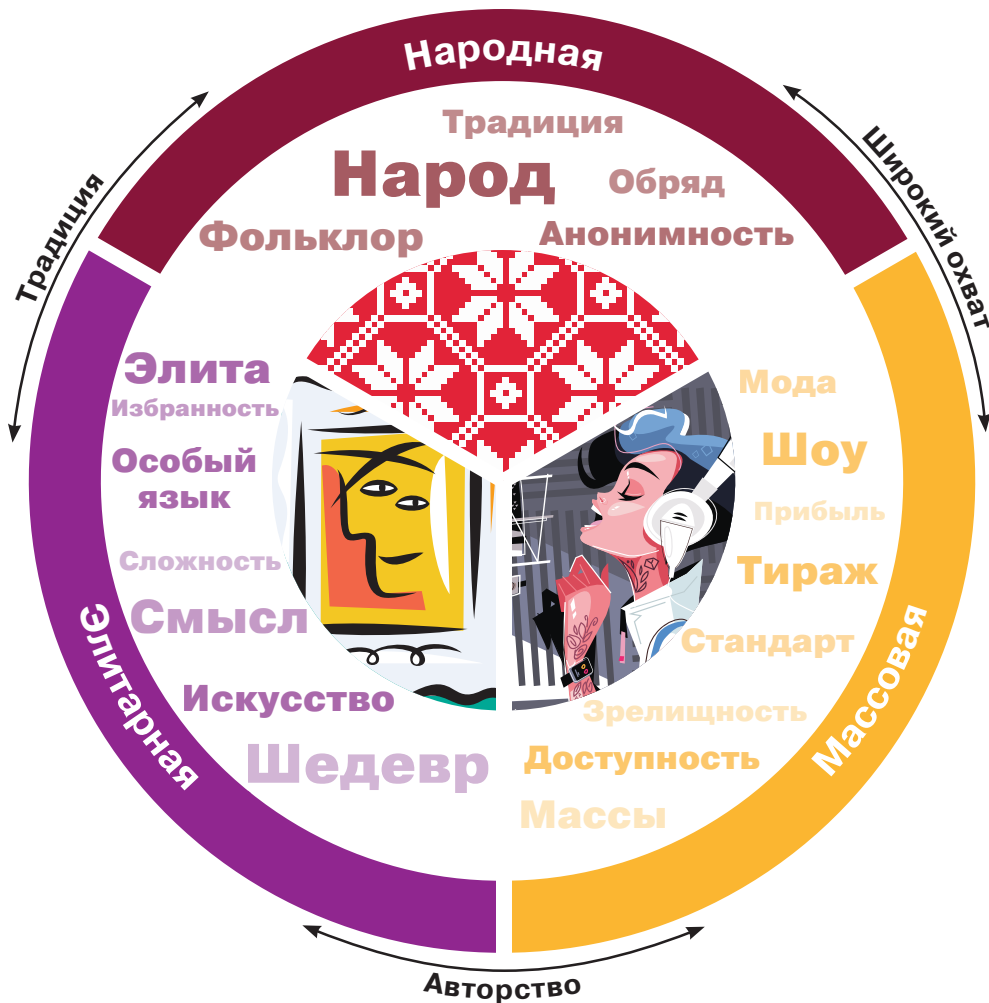 Народная
Традиция
Народ
Обряд
Фольклор
Анонимность
Традиция
Широкий охват
Элита
Избранность
Особый
язык
Сложность
Смысл
Искусство
Шедевр
Элитарная
Мода
Шоу
Прибыль
Тираж
Стандарт
Зрелищность
Доступность
Массы
Массовая
Авторство